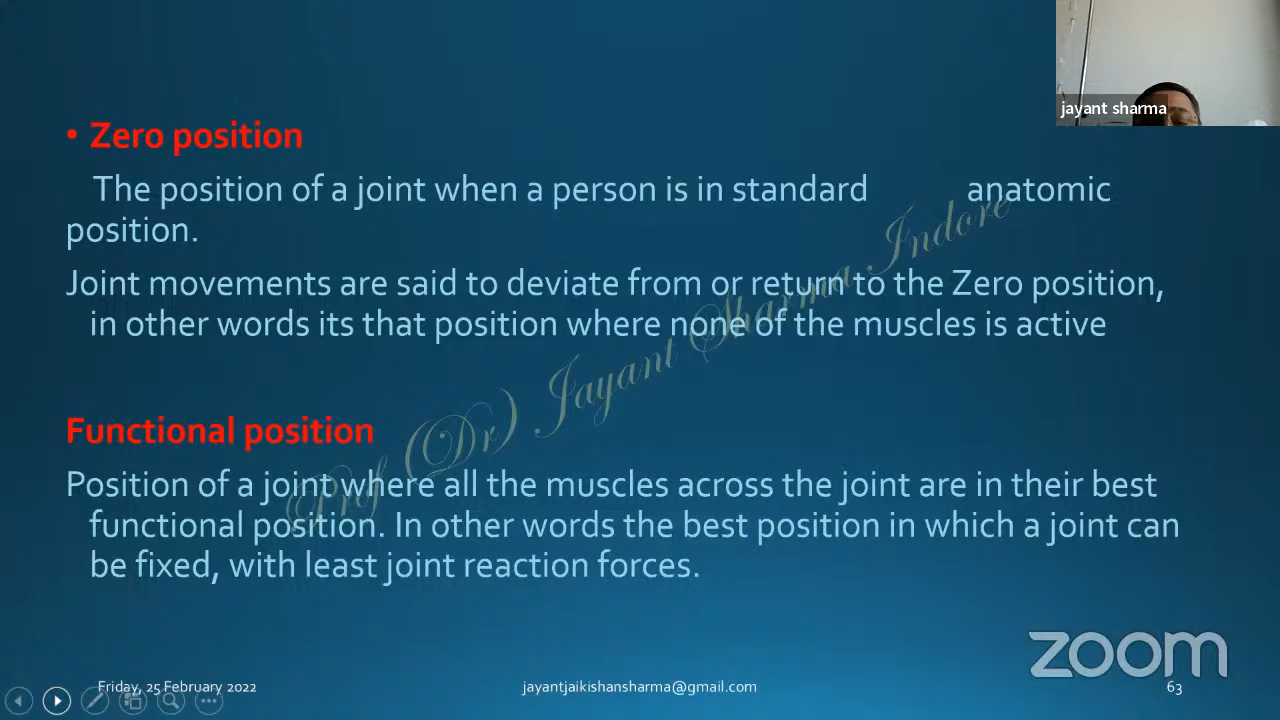 jayant sharma
• Zero position
The position of a joint when a person is in standard anatomic
position.
Joint movements are said to deviate from or return to the Zero position,
in other words its that position where none of the muscles is active
Functional position
Position of a joint where all the muscles across the joint are in their best
functional position. In other words the best position in which a joint can
be fixed, with least joint reaction forces.
Prof (Dr) Jayant Sharma Indore
zoom
Friday, 25 February 2022
jayantjaikishansharma@gmail.com
63